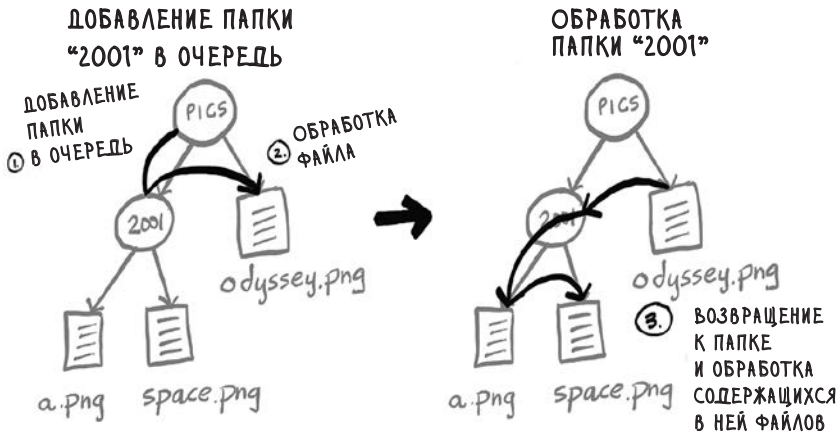 ДОБАВЛЕНИЕ ПАПКИ
“2001” В ОЧЕРЕДЬ
ДОБАВЛЕНИЕ
ПАПКИ
1. В ОЧЕРЕДЬ
PICS
2. ОБРАБОТКА
ФАЙЛА
2001
odyssey.png
a.png
space.png
ОБРАБОТКА
ПАПКИ “2001”
PICS
2001
odyssey.png
a.png
space.png
3. ВОЗВРАЩЕНИЕ
К ПАПКЕ
И ОБРАБОТКА
СОДЕРЖАЩИХСЯ
В НЕЙ ФАЙЛОВ